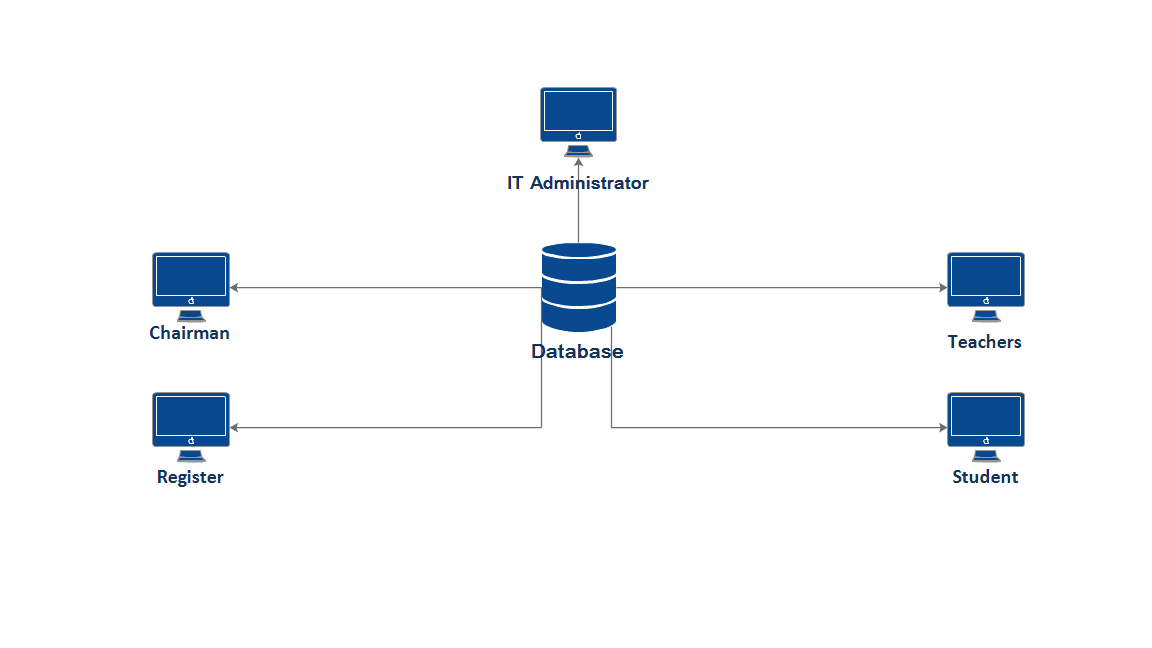 IT Administrator
Chairman
Database
Teachers
Register
Student